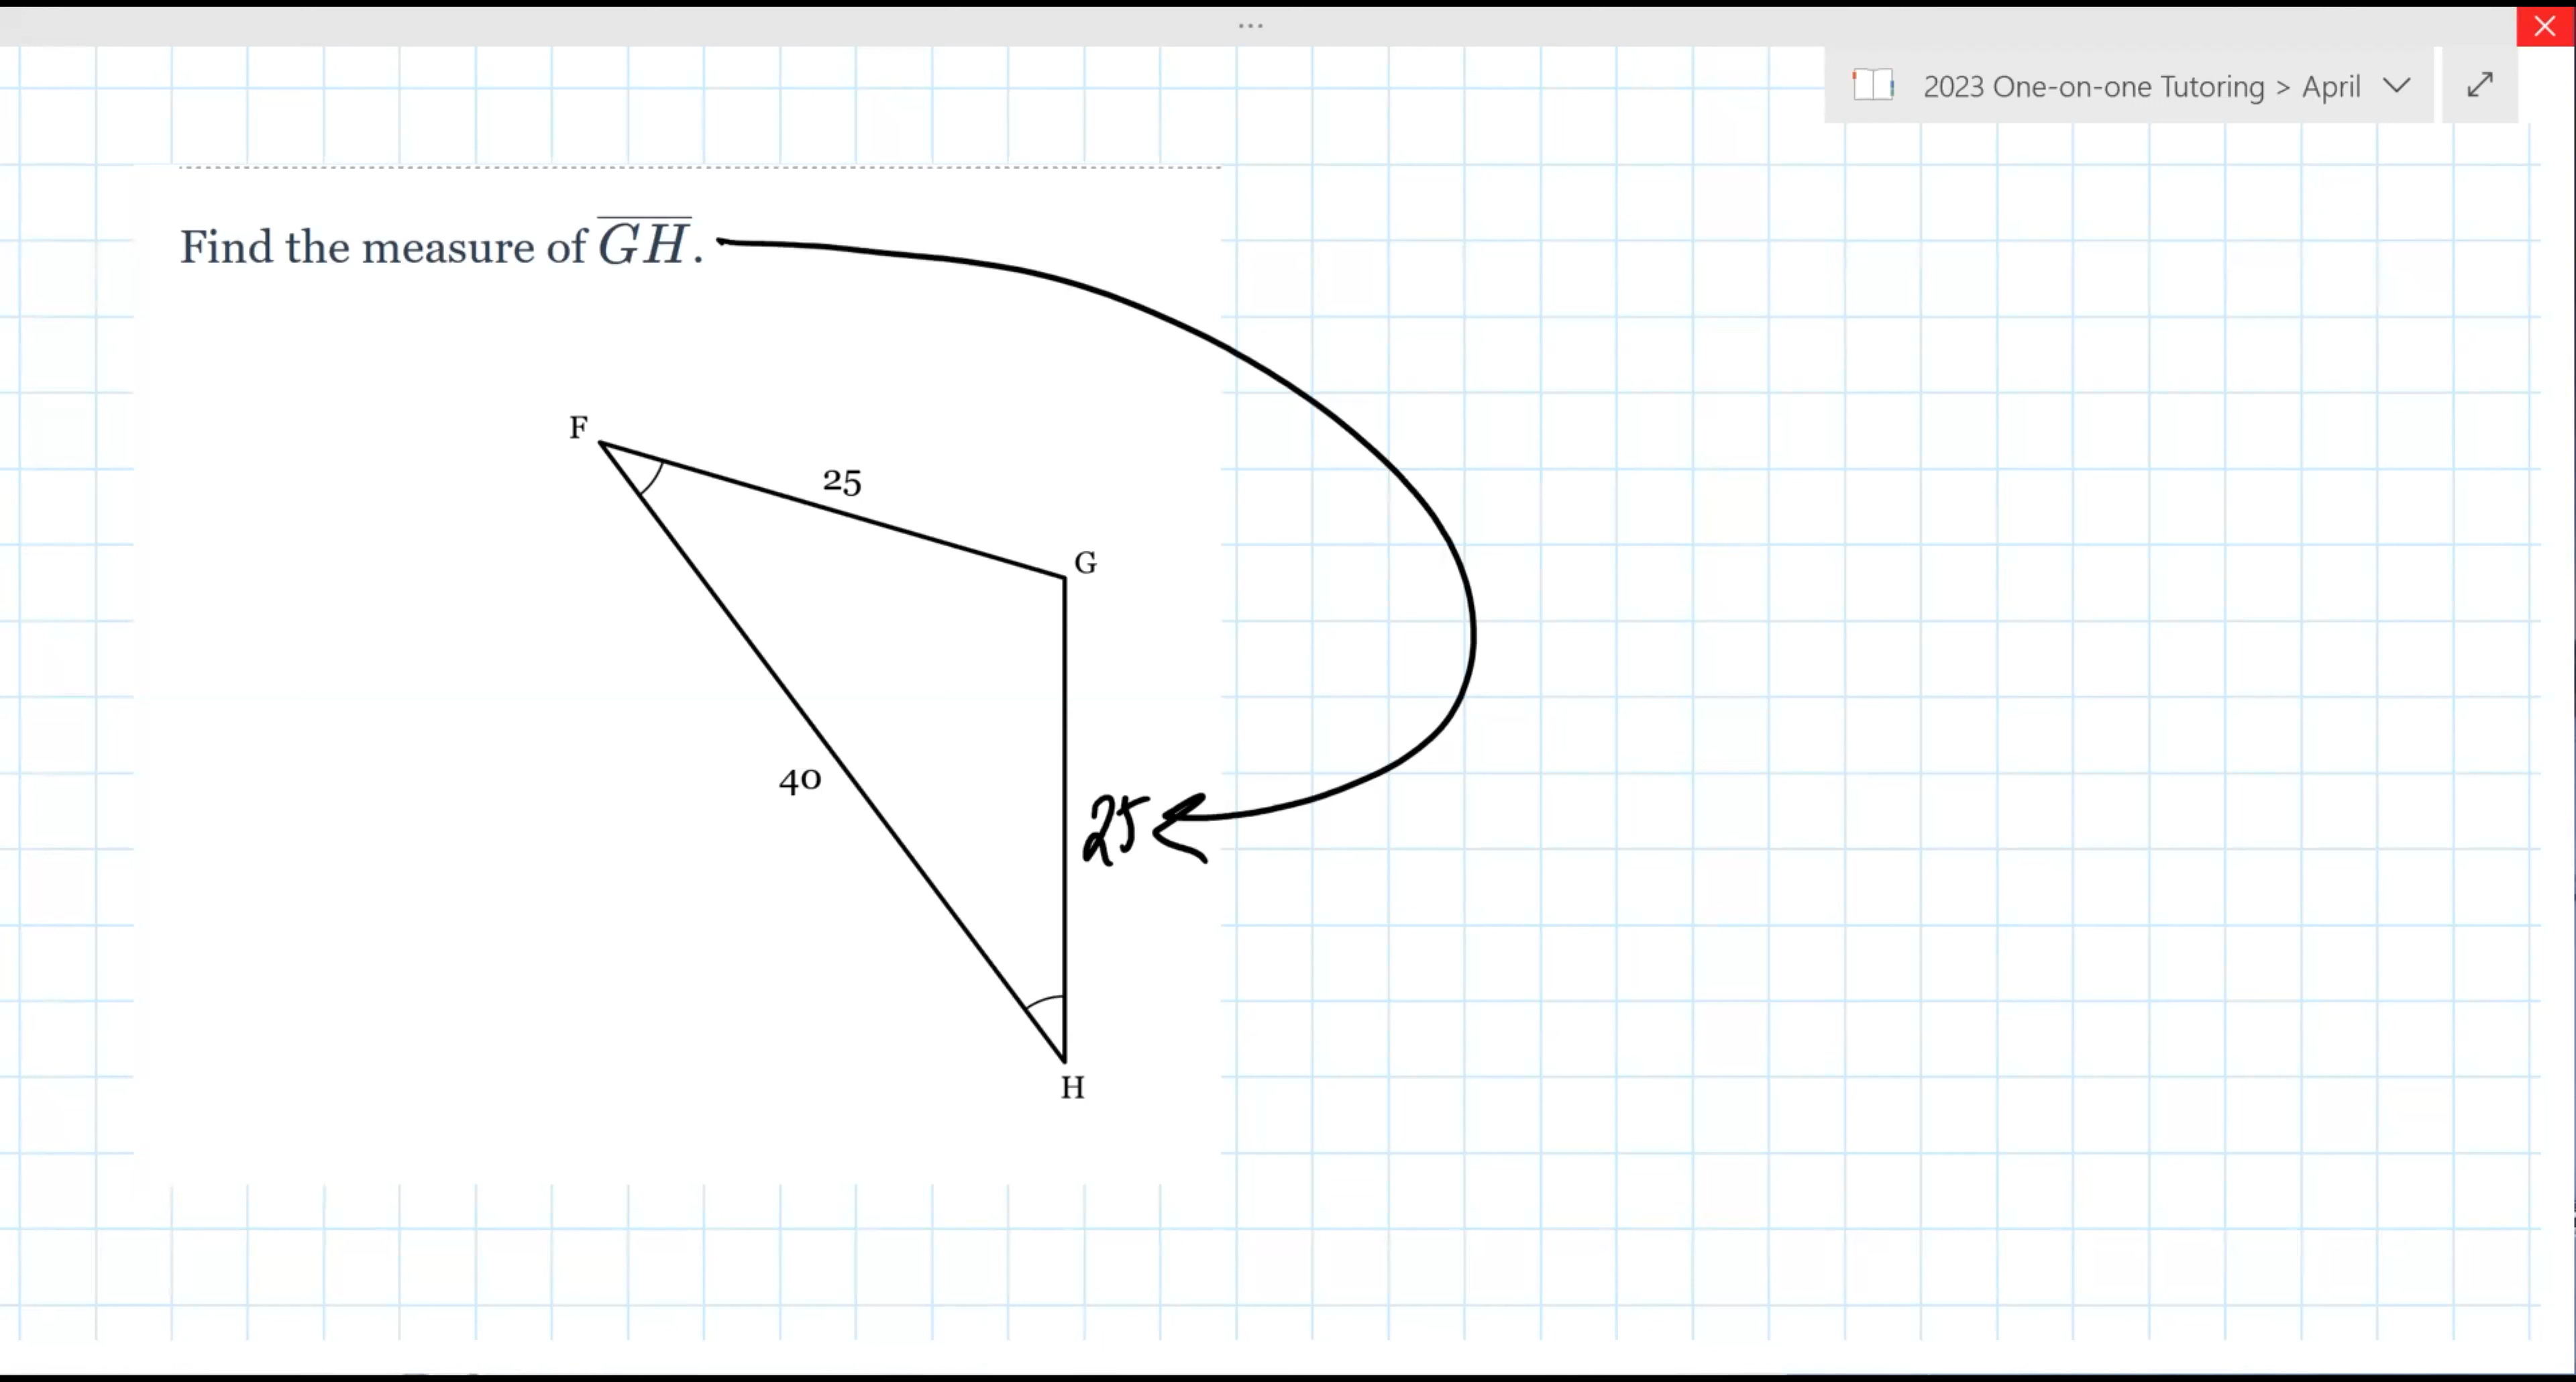 ...
2023 One-on-one Tutoring > April
Find the measure of GH.
F
25
G
40
25
H